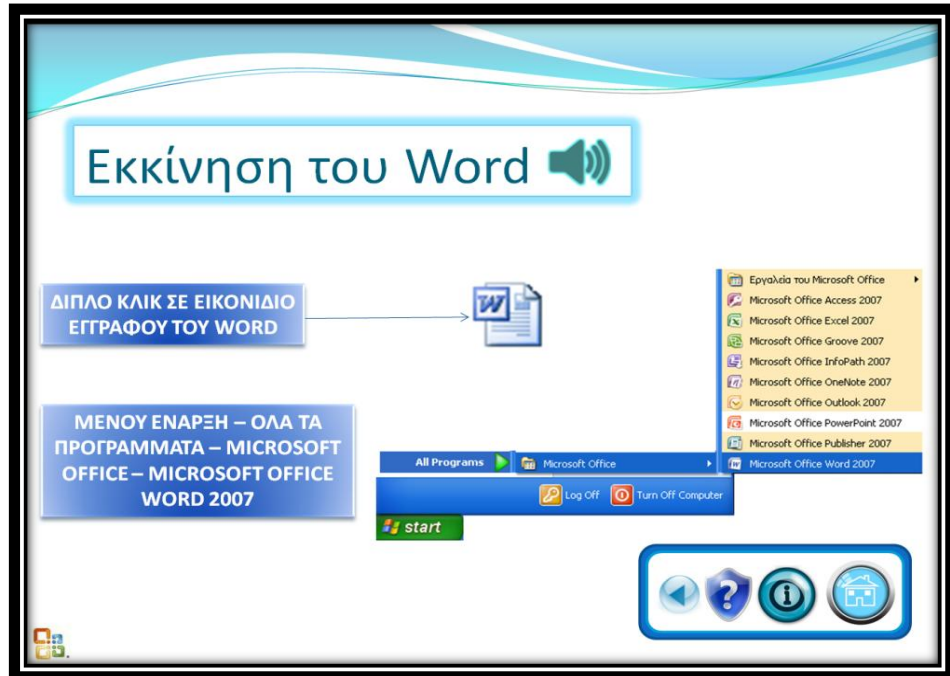 Εκκίνηση του Word
ΔΙΠΛΟ ΚΛΙΚ ΣΕ ΕΙΚΟΝΙΔΙΟ
ΕΓΓΡΑΦΟΥ ΤΟΥ WORD
W
ΜΕΝΟΥ ΕΝΑΡΞΗ – ΟΛΑ ΤΑ
ΠΡΟΓΡΑΜΜΑΤΑ – MICROSOFT
OFFICE – MICROSOFT OFFICE
WORD 2007
Εργαλεία του Microsoft Office
Microsoft Office Access 2007
Microsoft Office Excel 2007
Microsoft Office Groove 2007
Microsoft Office InfoPath 2007
Microsoft Office OneNote 2007
Microsoft Office Outlook 2007
Microsoft Office PowerPoint 2007
Microsoft Office Publisher 2007
Microsoft Office Word 2007
All Programs
Microsoft Office
Log Off
Turn Off Computer
start
?
i